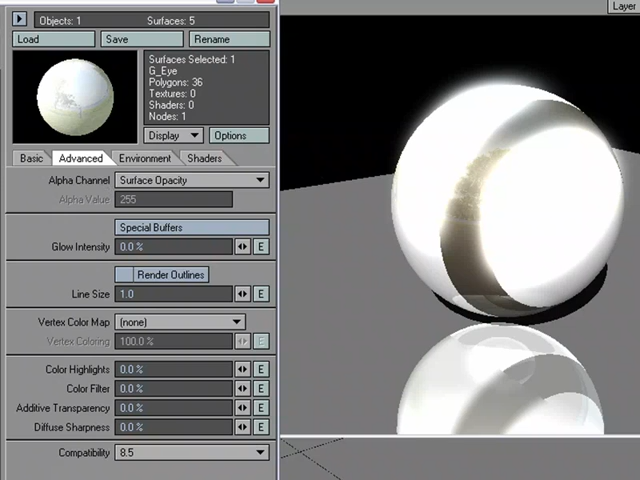 Layer
Objects: 1 Surfaces: 5
Load Save Rename
Surfaces Selected: 1
G_Eye
Polygons: 36
Textures: 0
Shaders: 0
Nodes: 1
Display Options
Basic Advanced Environment Shaders
Alpha Channel Surface Opacity
Alpha Value 255
Special Buffers
Glow Intensity 0.0 % E
Render Outlines
Line Size 1.0 E
Vertex Color Map (none)
Vertex Coloring 100.0 % E
Color Highlights 0.0 % E
Color Filter 0.0 % E
Additive Transparency 0.0 % E
Diffuse Sharpness 0.0 % E
Compatibility 8.5